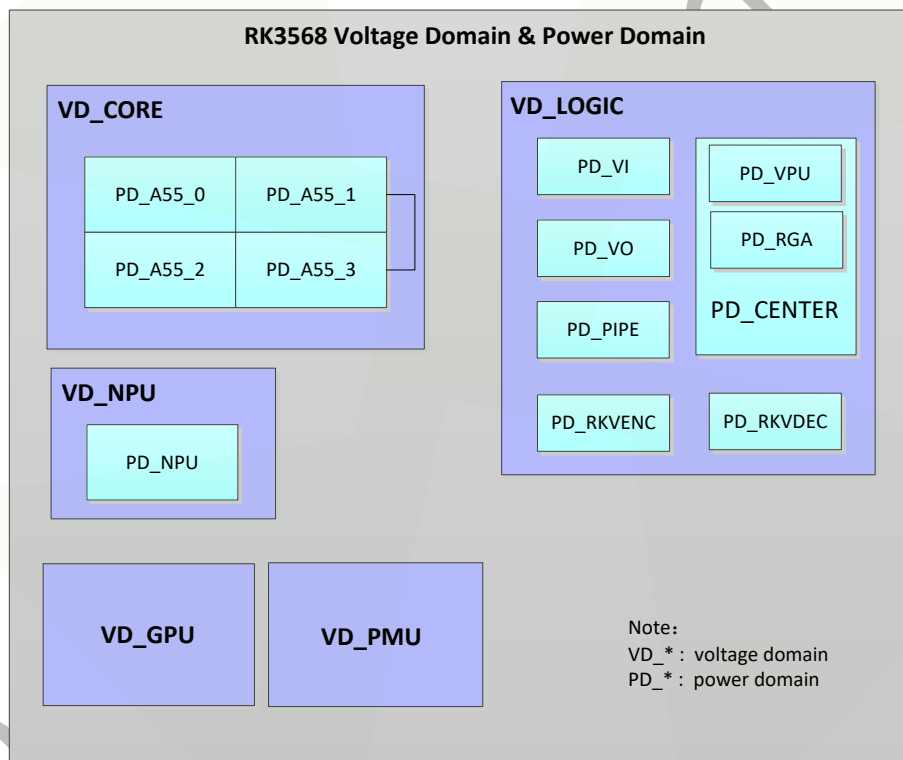 RK3568 Voltage Domain & Power Domain
VD_CORE
PD_A55_0
PD_A55_1
PD_A55_2
PD_A55_3
VD_LOGIC
PD_VI
PD_VPU
PD_VO
PD_RGA
PD_PIPE
PD_CENTER
PD_RKVENC
PD_RKVDEC
VD_NPU
PD_NPU
VD_GPU
VD_PMU
Note：
VD_* : voltage domain
PD_* : power domain